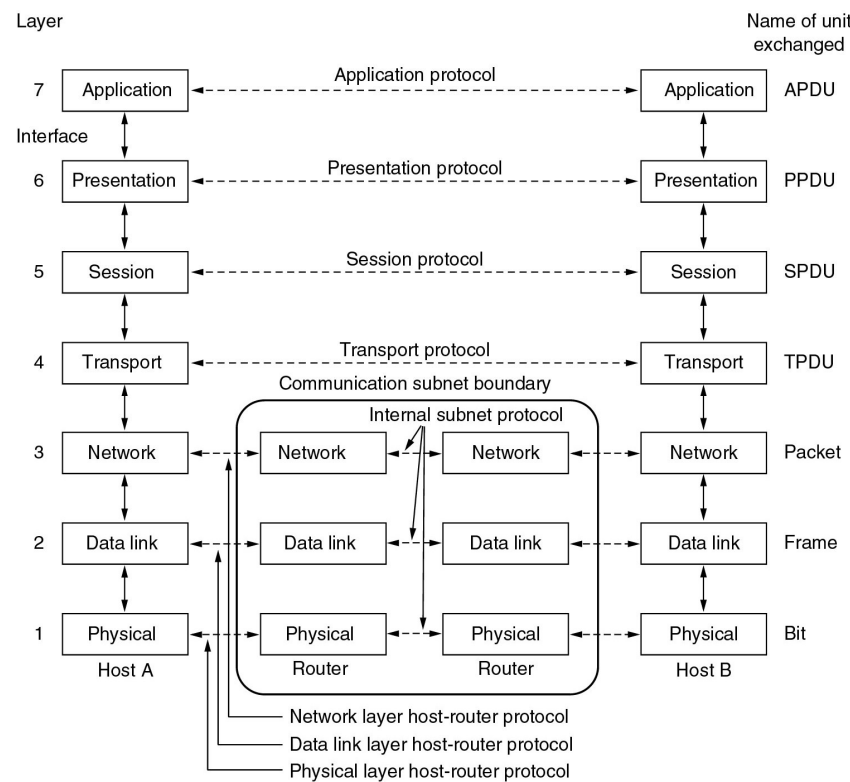 Layer
Name of unit
exchanged
Application protocol
7
Application
Application
APDU
Interface
Presentation protocol
6
Presentation
Presentation
PPDU
Session protocol
5
Session
Session
SPDU
Transport protocol
4
Transport
Transport
TPDU
Communication subnet boundary
Internal subnet protocol
3
Network
Network
Network
Network
Packet
2
Data link
Data link
Data link
Data link
Frame
1
Physical
Physical
Physical
Physical
Bit
Host A
Router
Router
Host B
Network layer host-router protocol
Data link layer host-router protocol
Physical layer host-router protocol